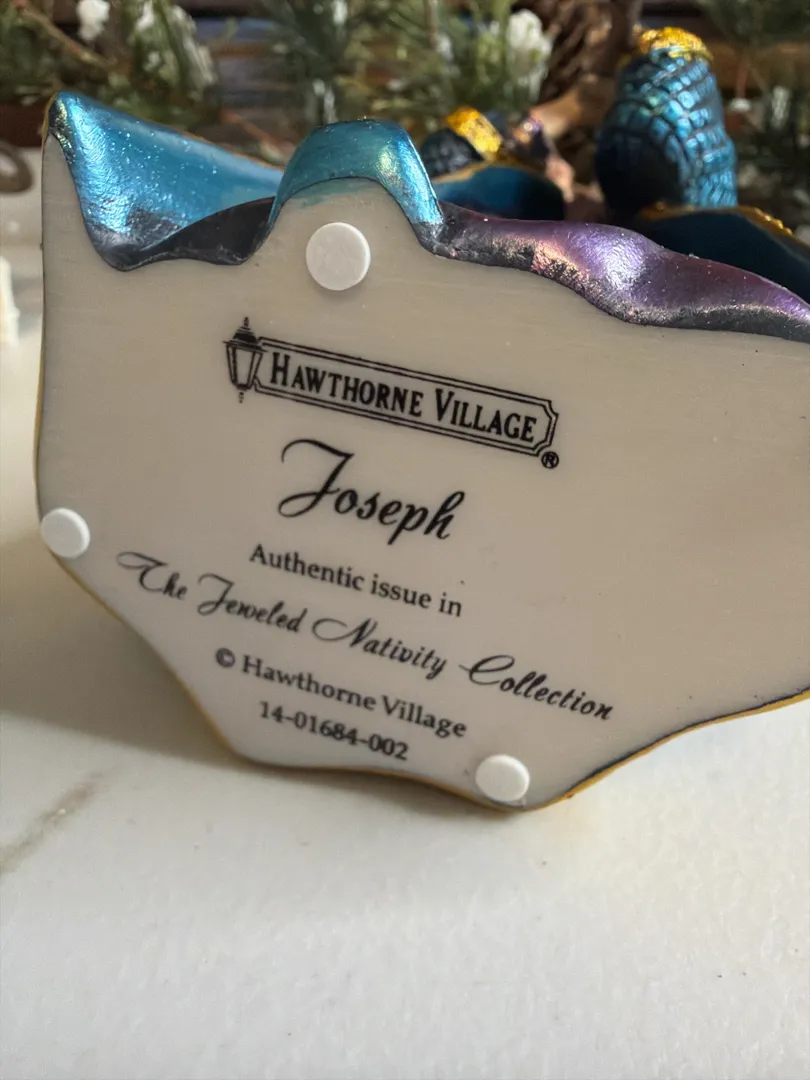 HAWTHORNE VILLAGE ®
Joseph
Authentic issue in
The Jeweled Nativity Collection
© Hawthorne Village
14-01684-002